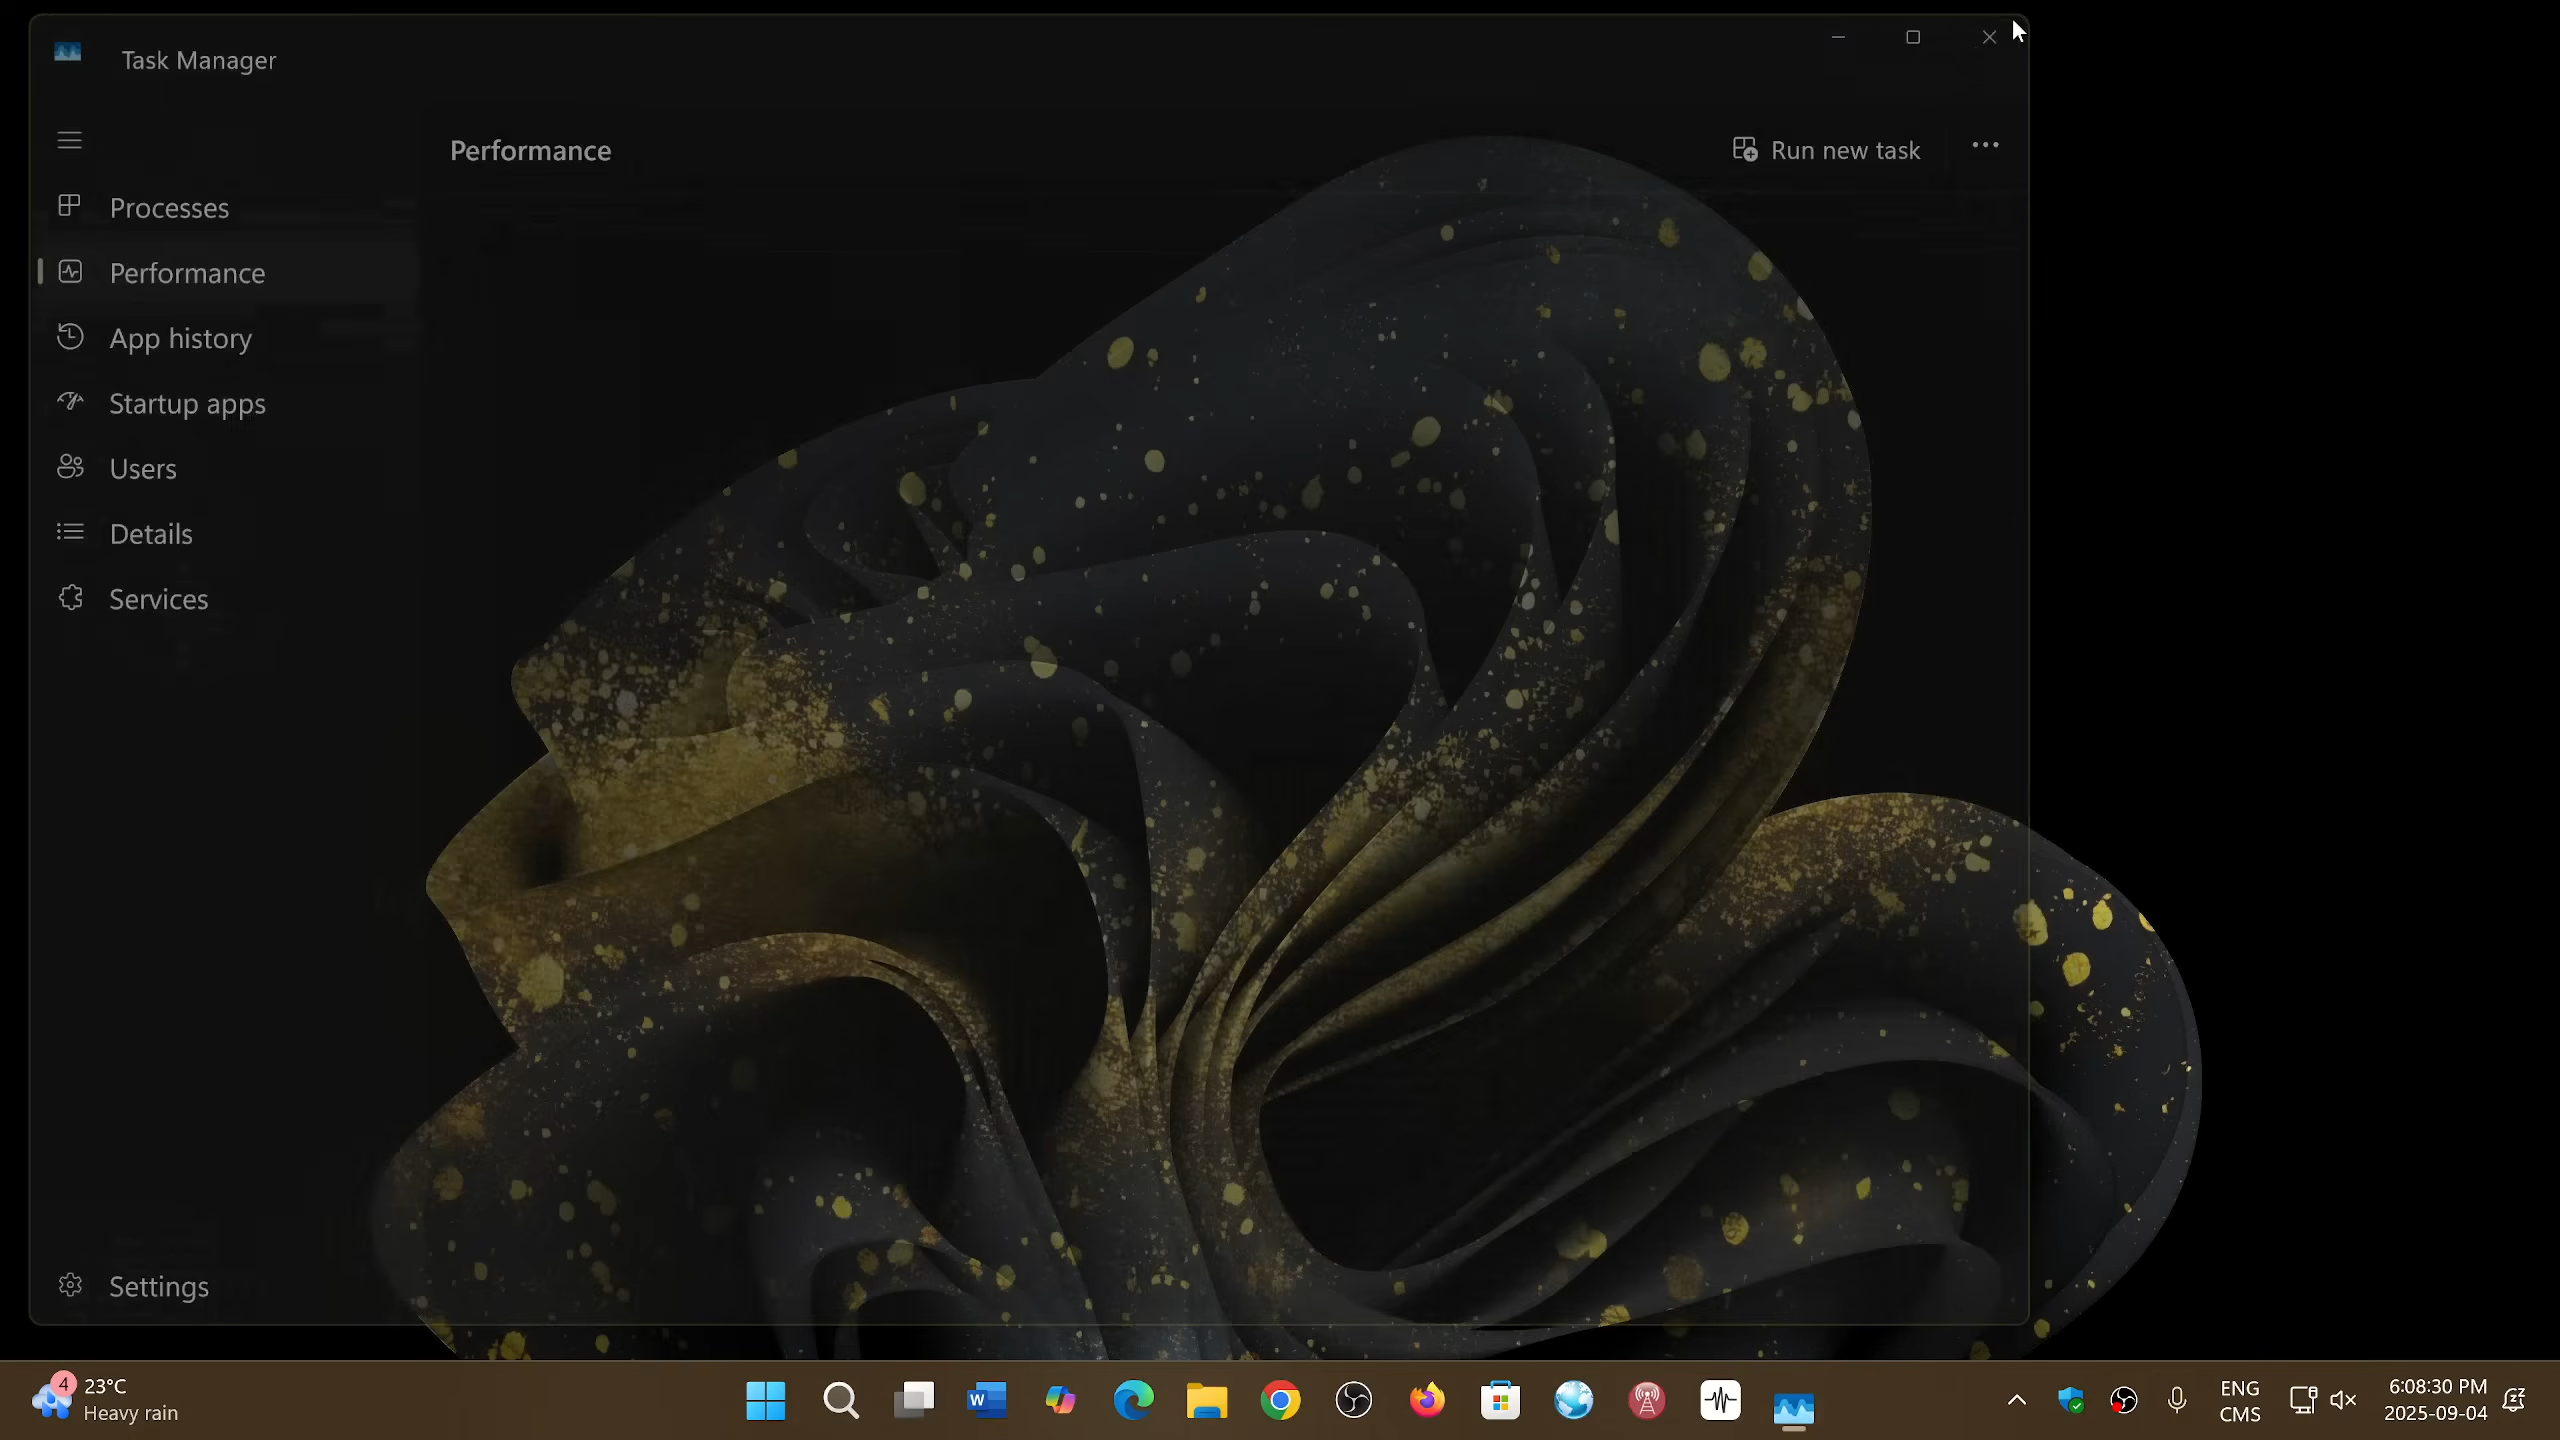 Task Manager
Performance
Run new task
Processes
Performance
App history
Startup apps
Users
Details
Services
Settings
4
23°C
Heavy rain
W
ENG
CMS
6:08:30 PM
2025-09-04